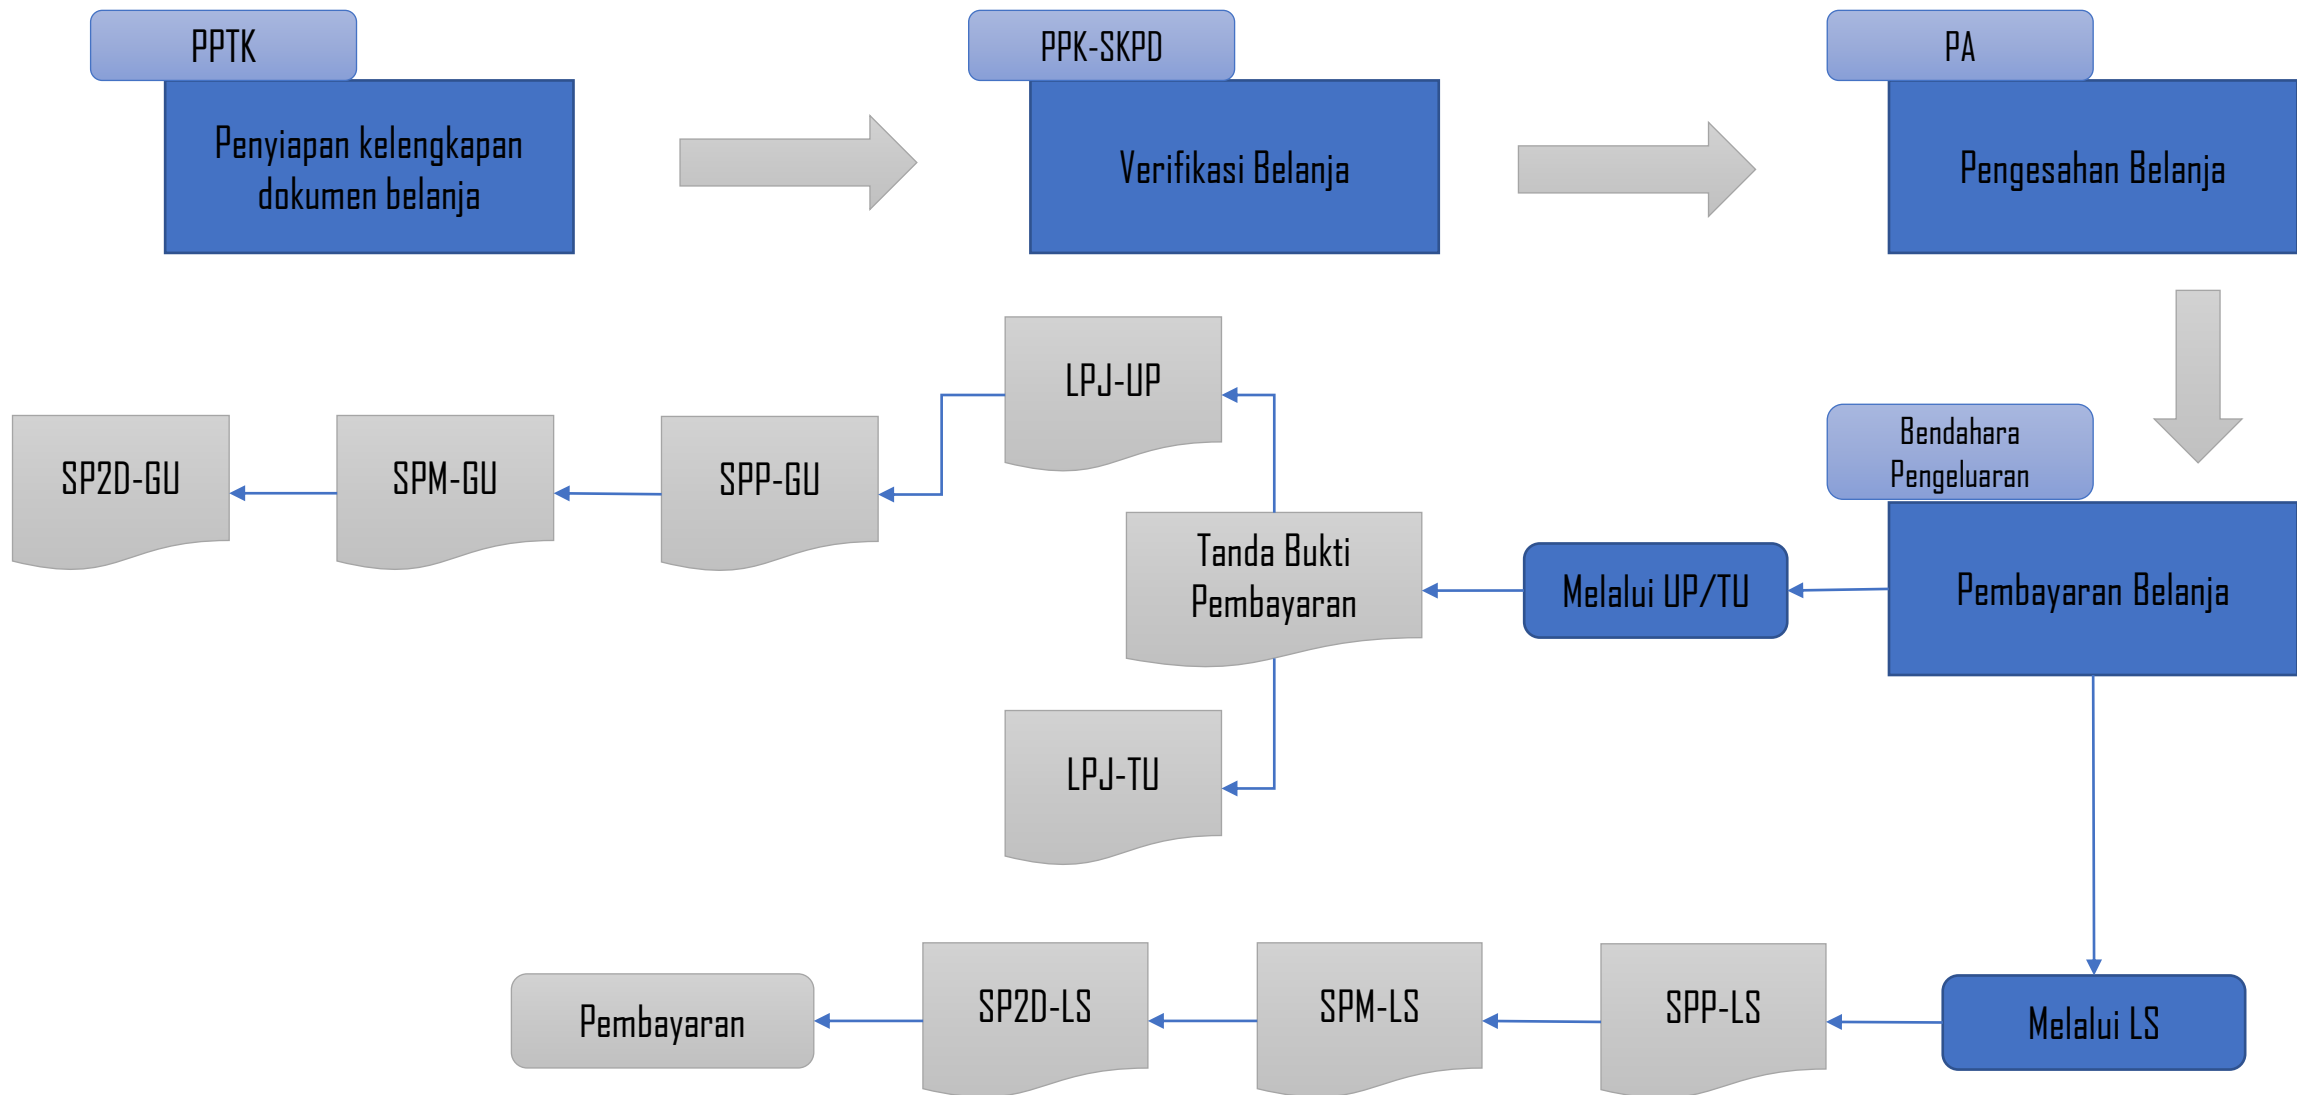 PPTK
Penyiapan kelengkapan
dokumen belanja
PPK-SKPD
Verifikasi Belanja
PA
Pengesahan Belanja
Bendahara
Pengeluaran
Pembayaran Belanja
Melalui UP/TU
Tanda Bukti
Pembayaran
LPJ-UP
SPP-GU
SPM-GU
SP2D-GU
LPJ-TU
Melalui LS
SPP-LS
SPM-LS
SP2D-LS
Pembayaran